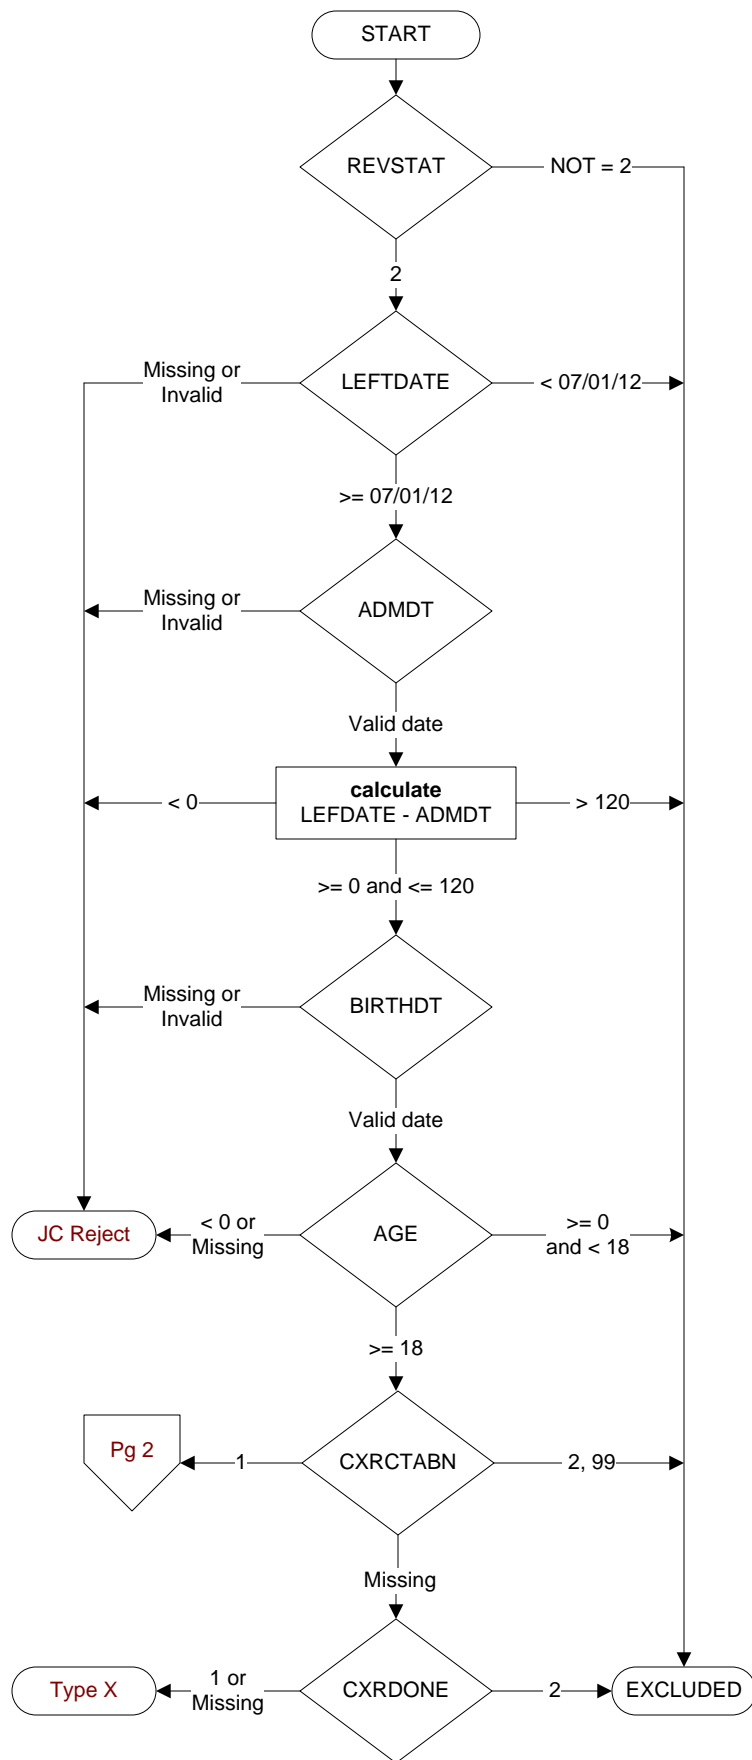 START
REVSTAT
NOT = 2
2
Missing or
Invalid
LEFTDATE
< 07/01/12
>= 07/01/12
Missing or
Invalid
ADMDT
Valid date
< 0
calculate
LEFDATE - ADMDT
> 120
>= 0 and <= 120
Missing or
Invalid
BIRTHDT
Valid date
JC Reject
< 0 or
Missing
AGE
>= 0
and < 18
>= 18
Pg 2
1
CXRCTABN
2, 99
Missing
Type X
1 or
Missing
CXRDONE
2
EXCLUDED